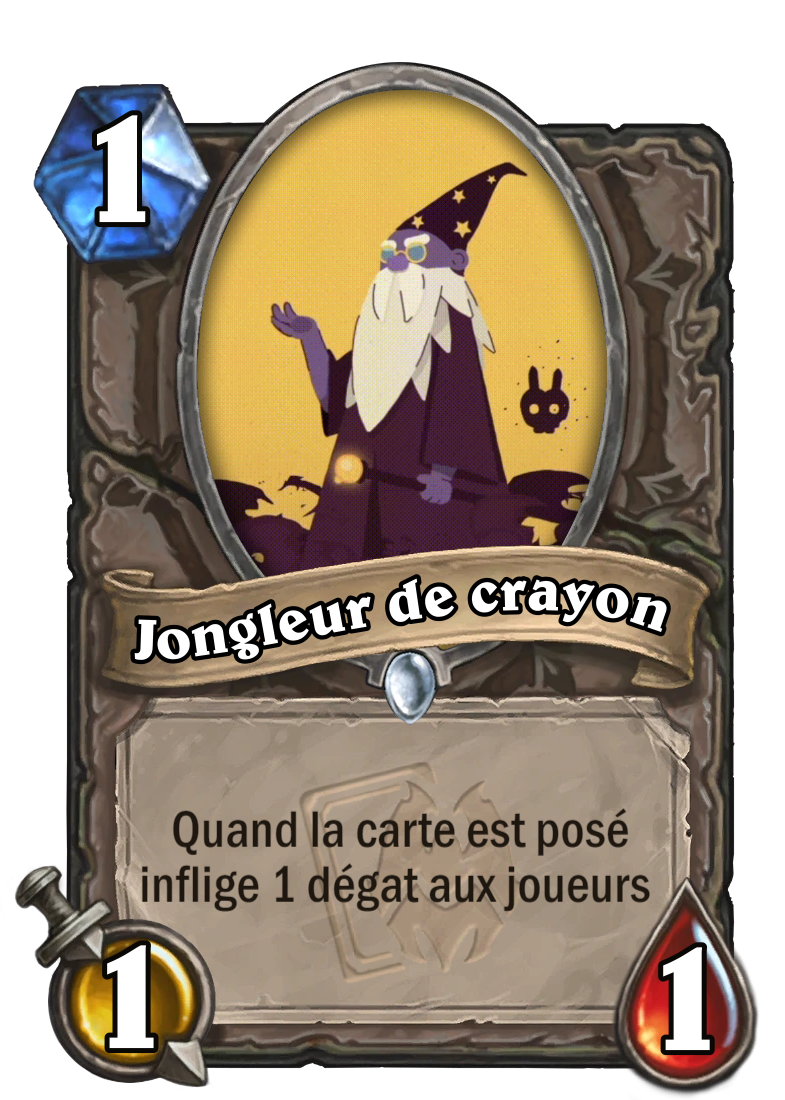 1
Jongleur de crayon
Quand la carte est posé
inflige 1 dégat aux joueurs
1
1